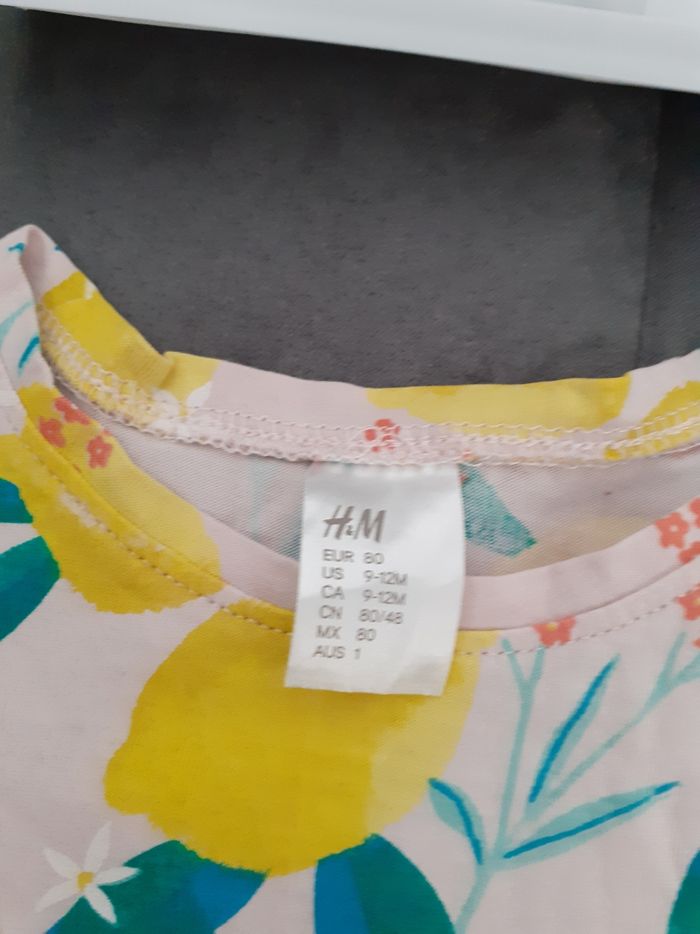 H&M
EUR 80
US 9-12M
CA 9-12M
CN 80/48
MX 80
AUS 1